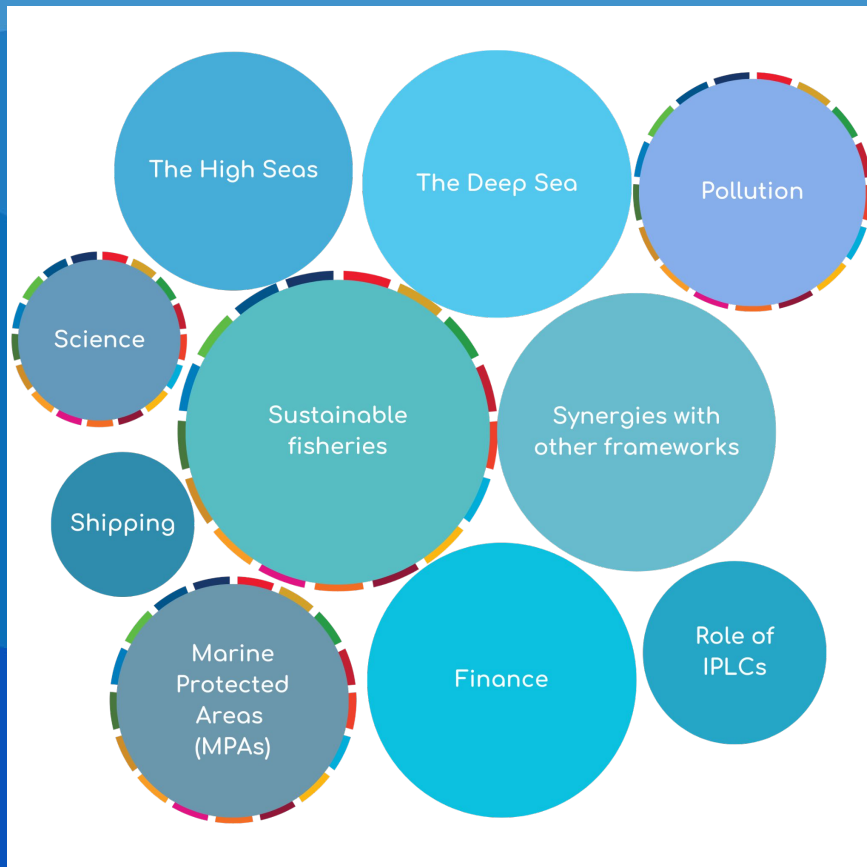 The High Seas
The Deep Sea
Pollution
Science
Sustainable
fisheries
Synergies with
other frameworks
Shipping
Marine
Protected
Areas
(MPAs)
Finance
Role of
IPLCs